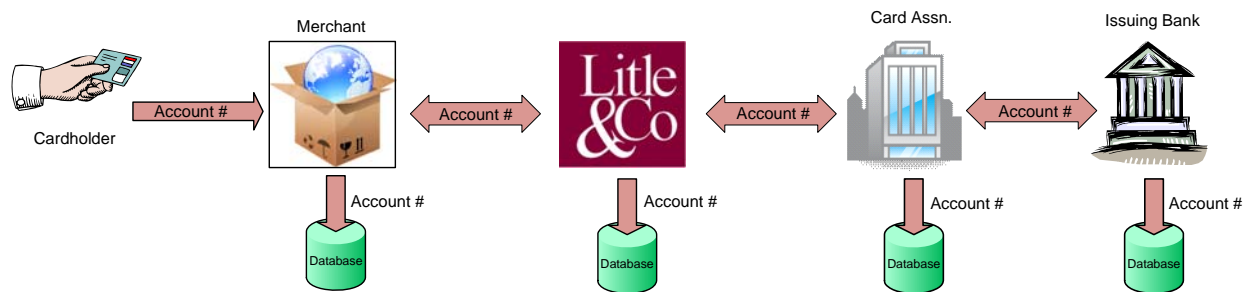 Merchant
Card Assn.
Issuing Bank
Cardholder
Account #
Account #
Litle
&Co
Account #
Account #
Account #
Account #
Account #
Account #
Database
Database
Database
Database